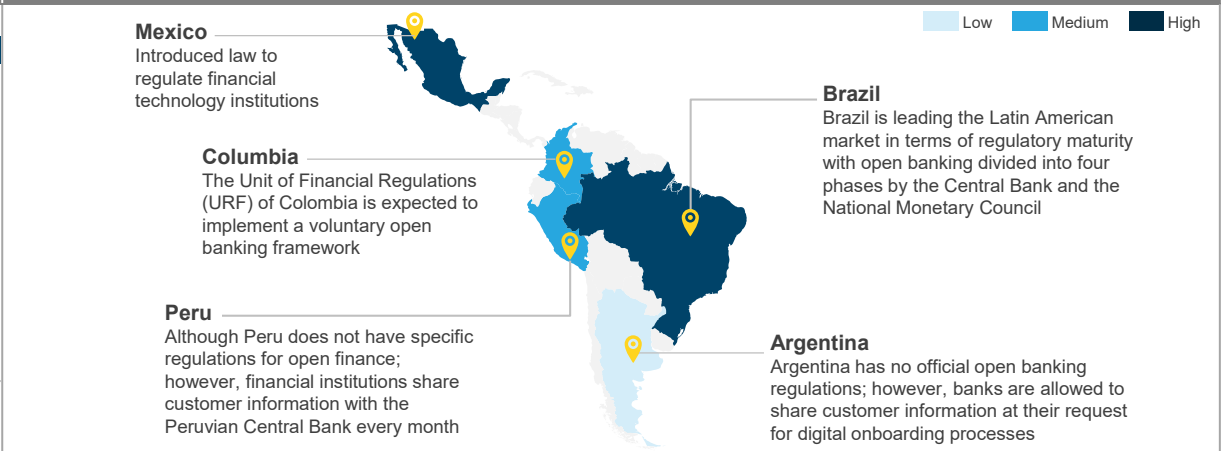 Low
Medium
High
Mexico
Introduced law to
regulate financial
technology institutions
Brazil
Brazil is leading the Latin American
market in terms of regulatory maturity
with open banking divided into four
phases by the Central Bank and the
National Monetary Council
Columbia
The Unit of Financial Regulations
(URF) of Colombia is expected to
implement a voluntary open
banking framework
Peru
Although Peru does not have specific
regulations for open finance;
however, financial institutions share
customer information with the
Peruvian Central Bank every month
Argentina
Argentina has no official open banking
regulations; however, banks are allowed to
share customer information at their request
for digital onboarding processes